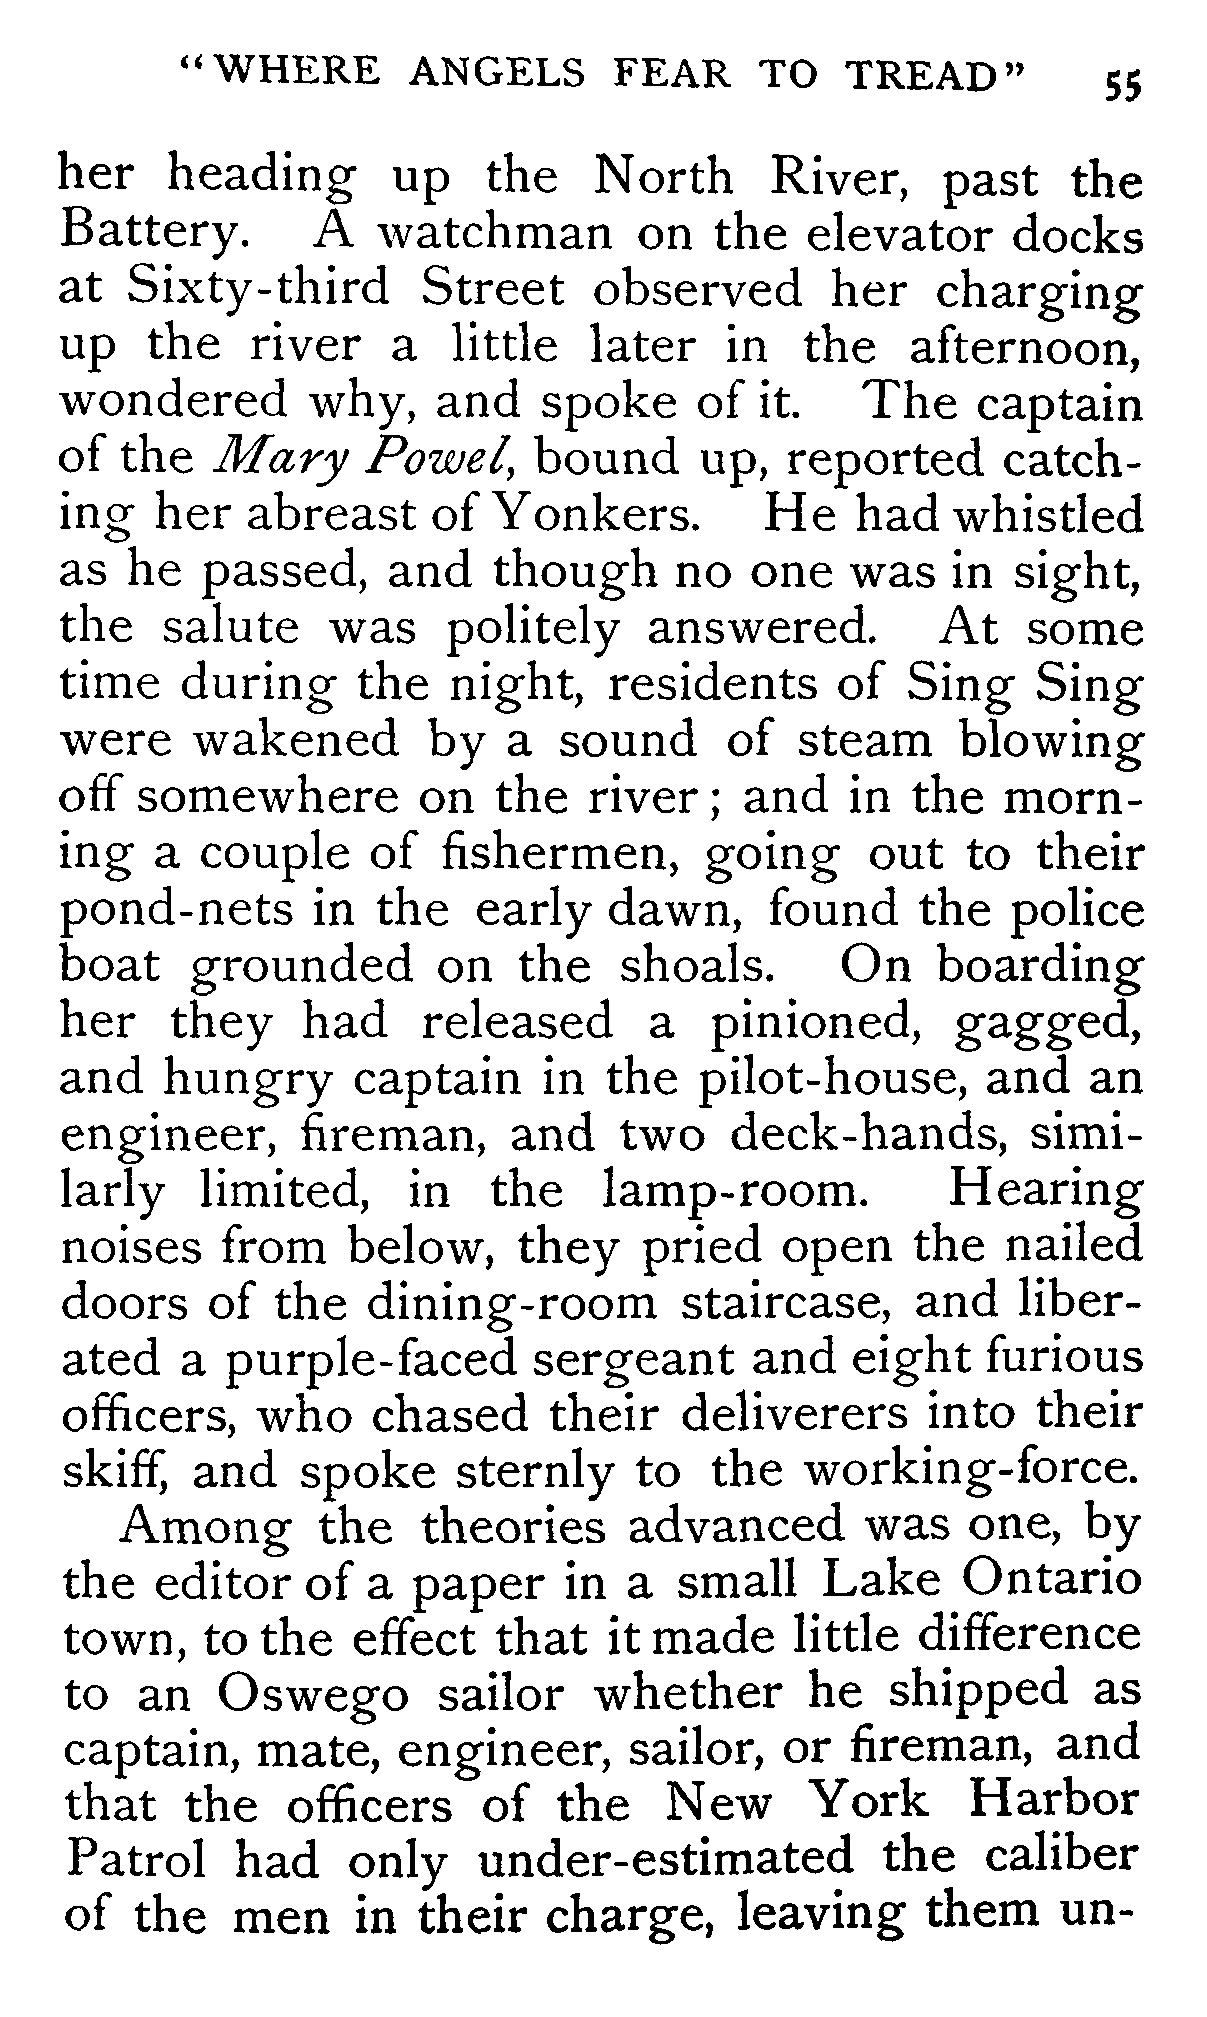 "WHERE ANGELS FEAR TO TREAD" 55
her heading up the North River, past the
Battery. A watchman on the elevator docks
at Sixty-third Street observed her charging
up the river a little later in the afternoon,
wondered why, and spoke of it. The captain
of the Mary Powel, bound up, reported catch-
ing her abreast of Yonkers. He had whistled
as he passed, and though no one was in sight,
the salute was politely answered. At some
time during the night, residents of Sing Sing
were wakened by a sound of steam blowing
off somewhere on the river; and in the morn-
ing a couple of fishermen, going out to their
pond-nets in the early dawn, found the police
boat grounded on the shoals. On boarding
her they had released a pinioned, gagged,
and hungry captain in the pilot-house, and an
engineer, fireman, and two deck-hands, simi-
larly limited, in the lamp-room. Hearing
noises from below, they pried open the nailed
doors of the dining-room staircase, and liber-
ated a purple-faced sergeant and eight furious
officers, who chased their deliverers into their
skiff, and spoke sternly to the working-force.
Among the theories advanced was one, by
the editor of a paper in a small Lake Ontario
town, to the effect that it made little difference
to an Oswego sailor whether he shipped as
captain, mate, engineer, sailor, or fireman, and
that the officers of the New York Harbor
Patrol had only under-estimated the caliber
of the men in their charge, leaving them un-